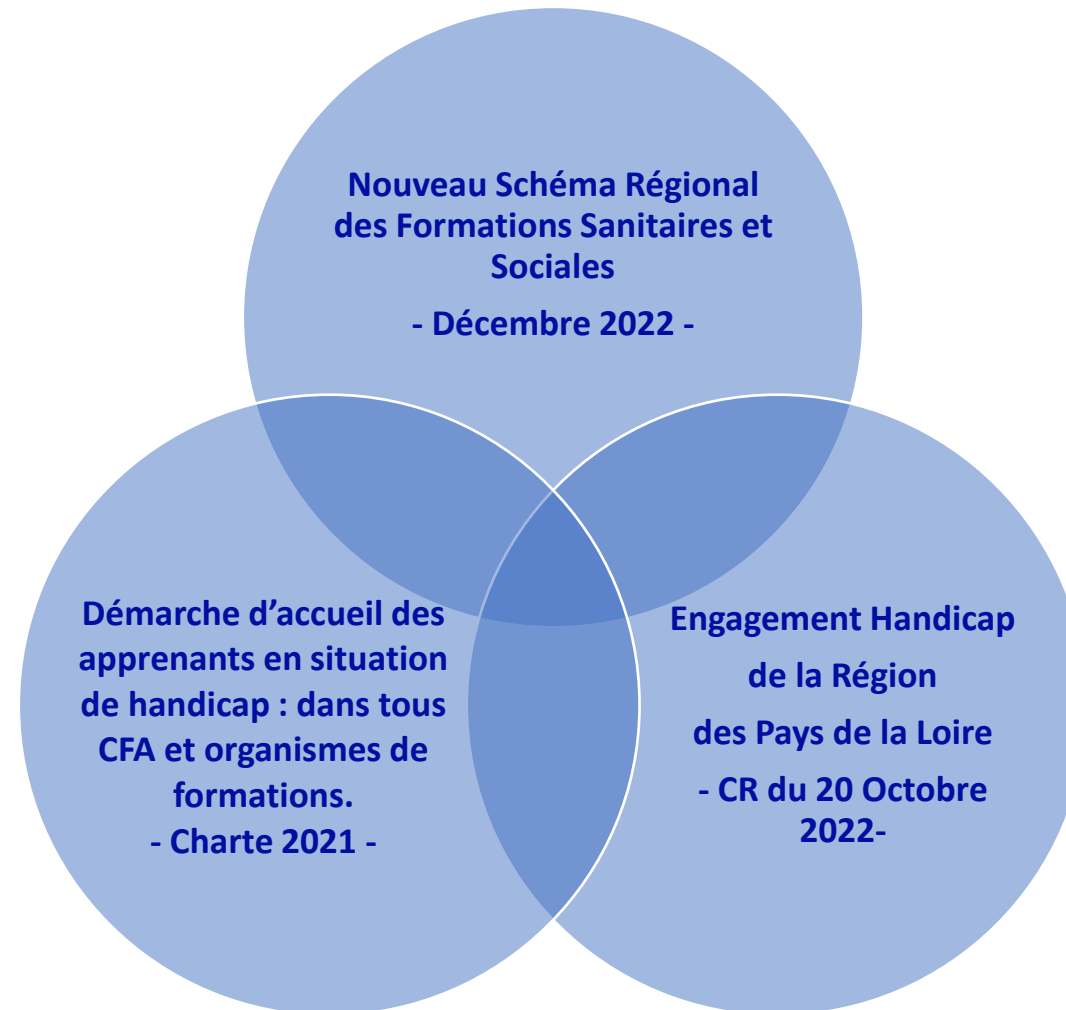 Nouveau Schéma Régional
des Formations Sanitaires et
Sociales
- Décembre 2022 -
Démarche d’accueil des
apprenants en situation
de handicap : dans tous
CFA et organismes de
formations.
- Charte 2021 -
Engagement Handicap
de la Région
des Pays de la Loire
- CR du 20 Octobre
2022-